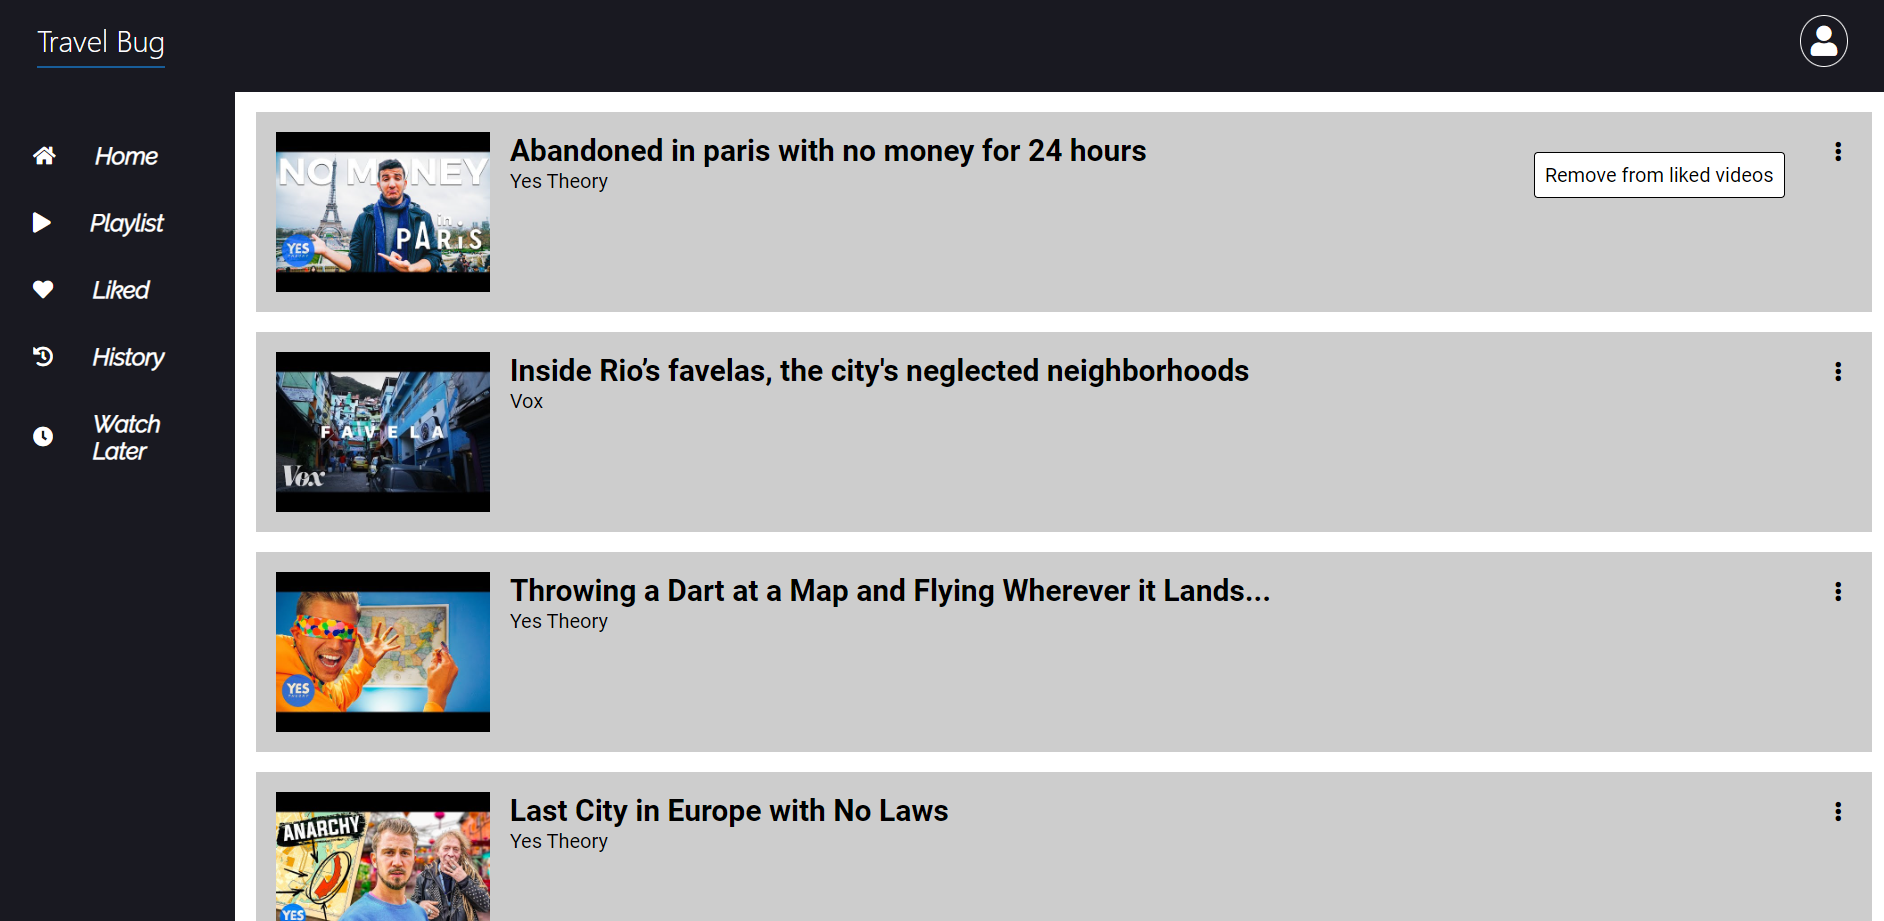 Travel Bug
Home
Playlist
Liked
History
Watch
Later
NO MONEY
in
PARiS
YES
Abandoned in paris with no money for 24 hours
Yes Theory
Remove from liked videos
FAVELA
Vox
Inside Rio’s favelas, the city's neglected neighborhoods
Vox
YES
Throwing a Dart at a Map and Flying Wherever it Lands...
Yes Theory
ANARCHY
YES
Last City in Europe with No Laws
Yes Theory